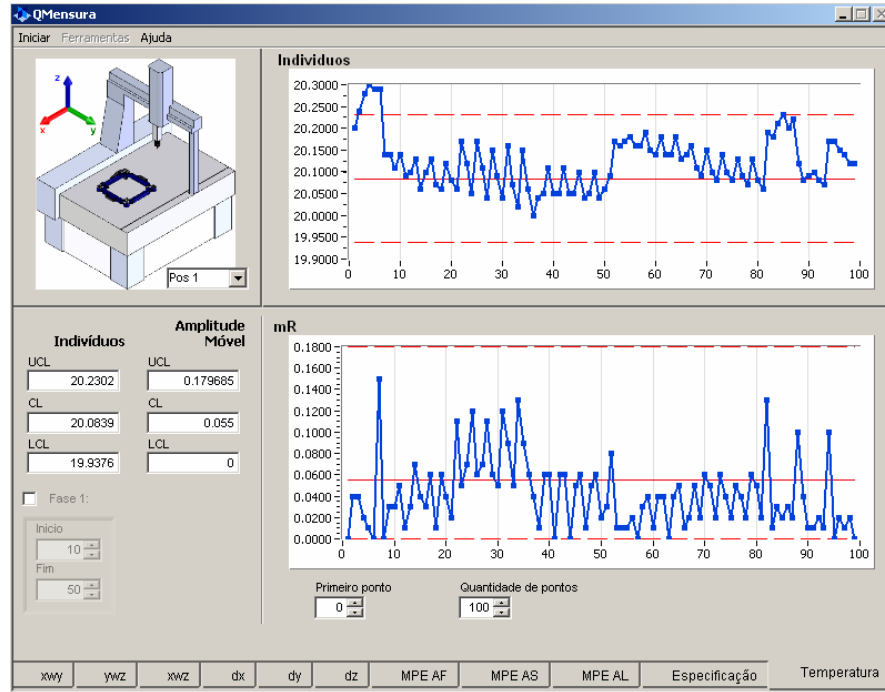 QMensura
Iniciar Ferramentas Ajuda
z
x
y
Pos 1
Individuos
20.3000
20.2500
20.2000
20.1500
20.1000
20.0500
20.0000
19.9500
19.9000
0 10 20 30 40 50 60 70 80 90 100
Indivíduos
Amplitude
Móvel
UCL UCL
20.2302 0.179685
CL CL
20.0839 0.055
LCL LCL
19.9376 0
Fase 1:
Inicio
10
Fim
50
mR
0.1800
0.1600
0.1400
0.1200
0.1000
0.0800
0.0600
0.0400
0.0200
0.0000
0 10 20 30 40 50 60 70 80 90 100
Primeiro ponto Quantidade de pontos
0 100
xwy ywz xwz dx dy dz MPE AF MPE AS MPE AL Especificação Temperatura